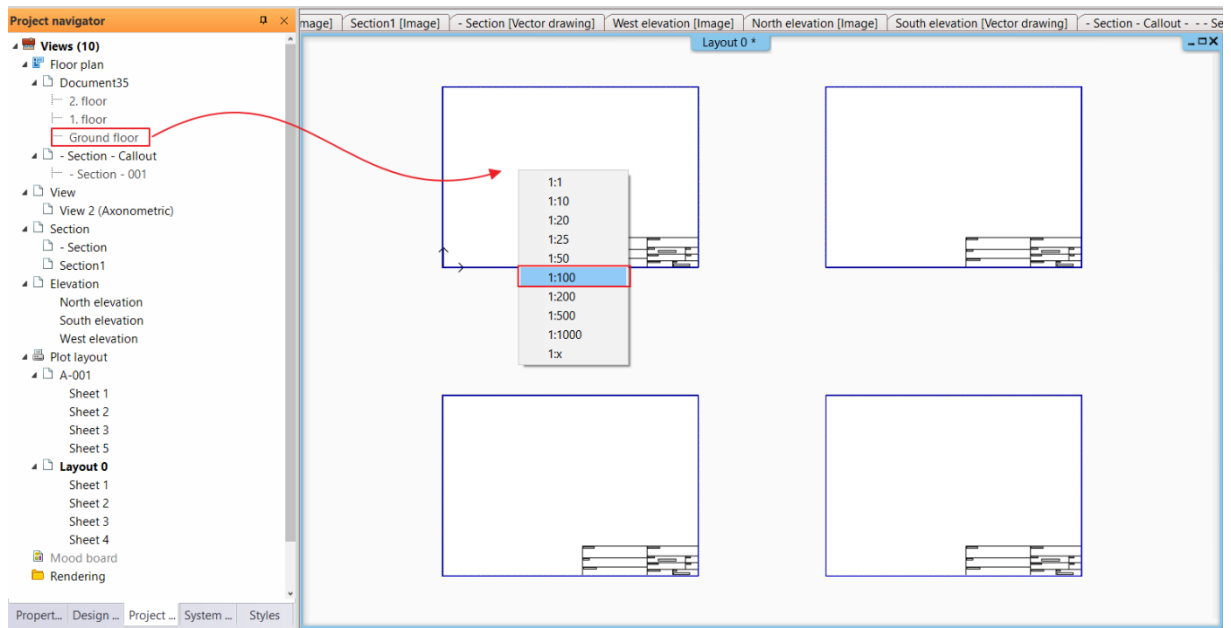 Project navigator
Views (10)
Floor plan
Document35
2. floor
1. floor
Ground floor
- Section - Callout
- Section - 001
View
View 2 (Axonometric)
Section
- Section
Section1
Elevation
North elevation
South elevation
West elevation
Plot layout
A-001
Sheet 1
Sheet 2
Sheet 3
Sheet 5
Layout 0
Sheet 1
Sheet 2
Sheet 3
Sheet 4
Mood board
Rendering
Propert... Design ... Project ... System ... Styles
mage] Section1 [Image] - Section [Vector drawing] West elevation [Image] North elevation [Image] South elevation [Vector drawing] - Section - Callout - - - Se
Layout 0 *
1:1
1:10
1:20
1:25
1:50
1:100
1:200
1:500
1:1000
1:x